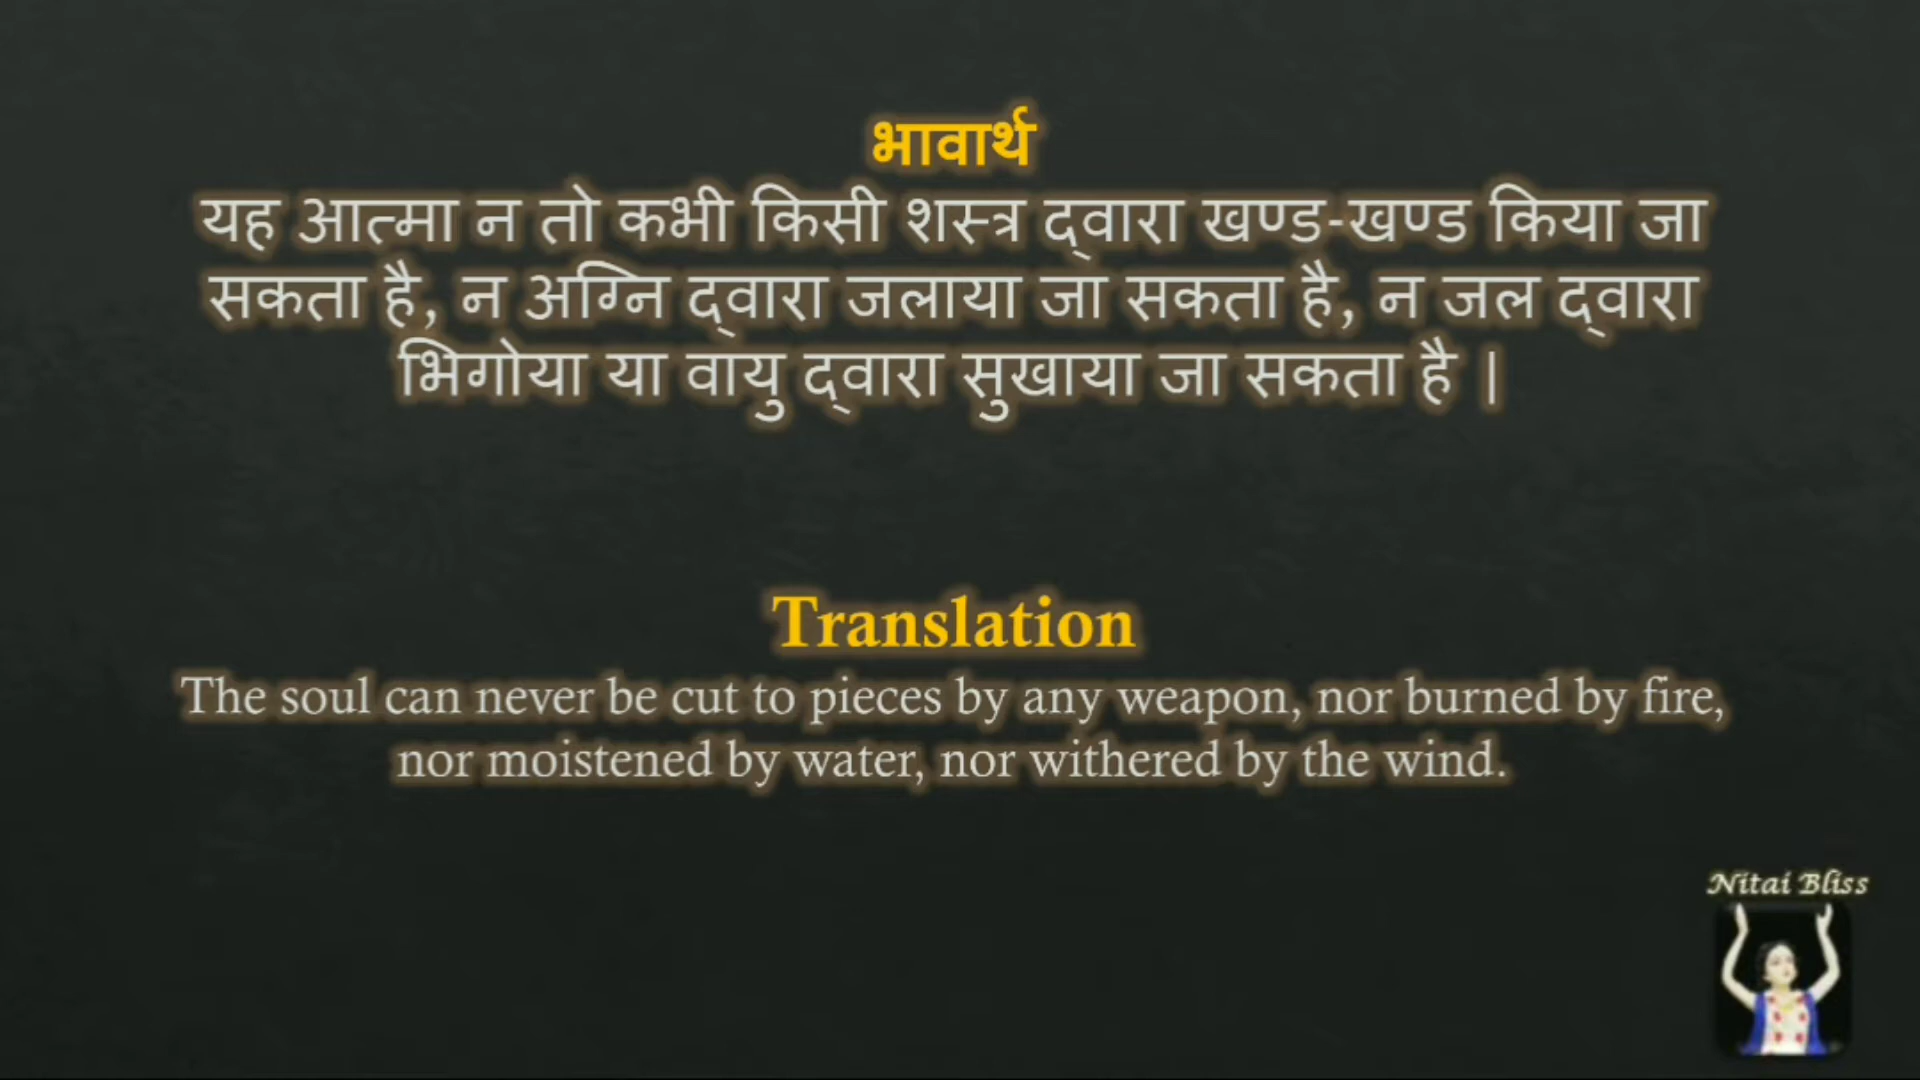 भावार्थ
यह आत्मा न तो कभी किसी शस्त्र द्वारा खण्ड-खण्ड किया जा
सकता है, न अग्नि द्वारा जलाया जा सकता है, न जल द्वारा
भिगोया या वायु द्वारा सुखाया जा सकता है |
Translation
The soul can never be cut to pieces by any weapon, nor burned by fire,
nor moistened by water, nor withered by the wind.
Nitai Bliss